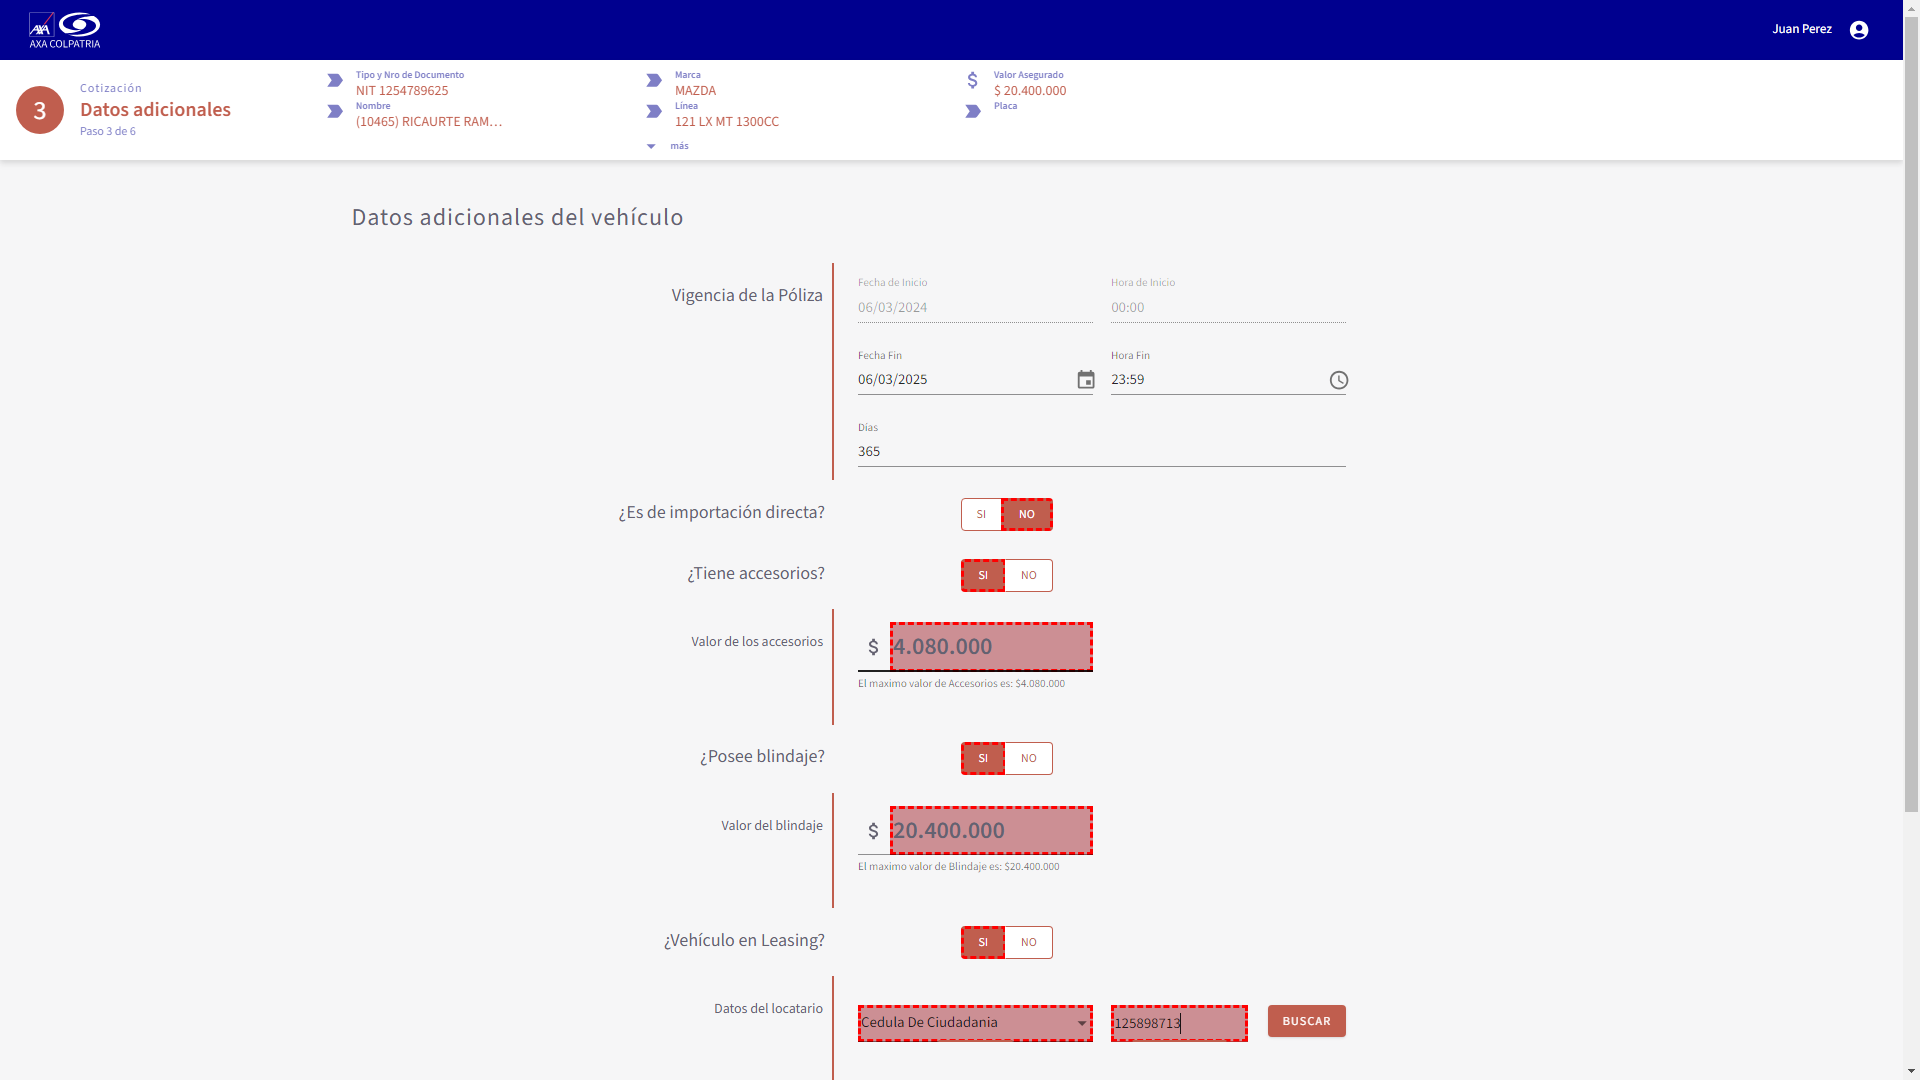 AXA
AXA COLPATRIA
Juan Perez
3
Cotización
Datos adicionales
Paso 3 de 6
Tipo y Nro de Documento
NIT 1254789625
Nombre
(10465) RICAURTE RAM...
Marca
MAZDA
Línea
121 LX MT 1300CC
más
$
Valor Asegurado
$ 20.400.000
Placa
Datos adicionales del vehículo
Vigencia de la Póliza
Fecha de Inicio
06/03/2024
Hora de Inicio
00:00
Fecha Fin
06/03/2025
Hora Fin
23:59
Días
365
¿Es de importación directa?
SI NO
¿Tiene accesorios?
SI NO
Valor de los accesorios
$ 4.080.000
El maximo valor de Accesorios es: $4.080.000
¿Posee blindaje?
SI NO
Valor del blindaje
$ 20.400.000
El maximo valor de Blindaje es: $20.400.000
¿Vehículo en Leasing?
SI NO
Datos del locatario
Cedula De Ciudadania
125898713
BUSCAR